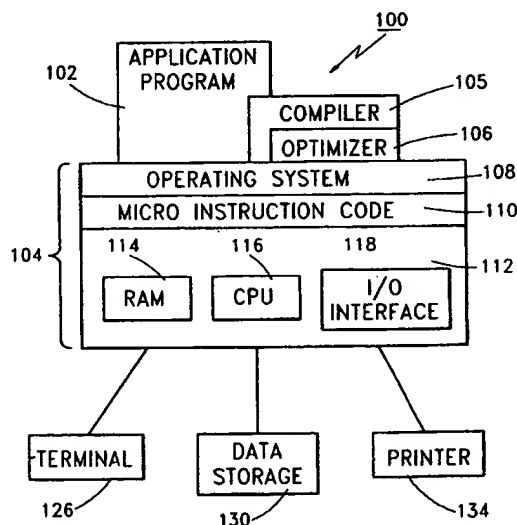 100
APPLICATION
PROGRAM
102
105
COMPILER
106
OPTIMIZER
OPERATING SYSTEM
108
MICRO INSTRUCTION CODE
110
104
114
116
118
112
RAM
CPU
I/O
INTERFACE
TERMINAL
DATA
STORAGE
PRINTER
126
130
134